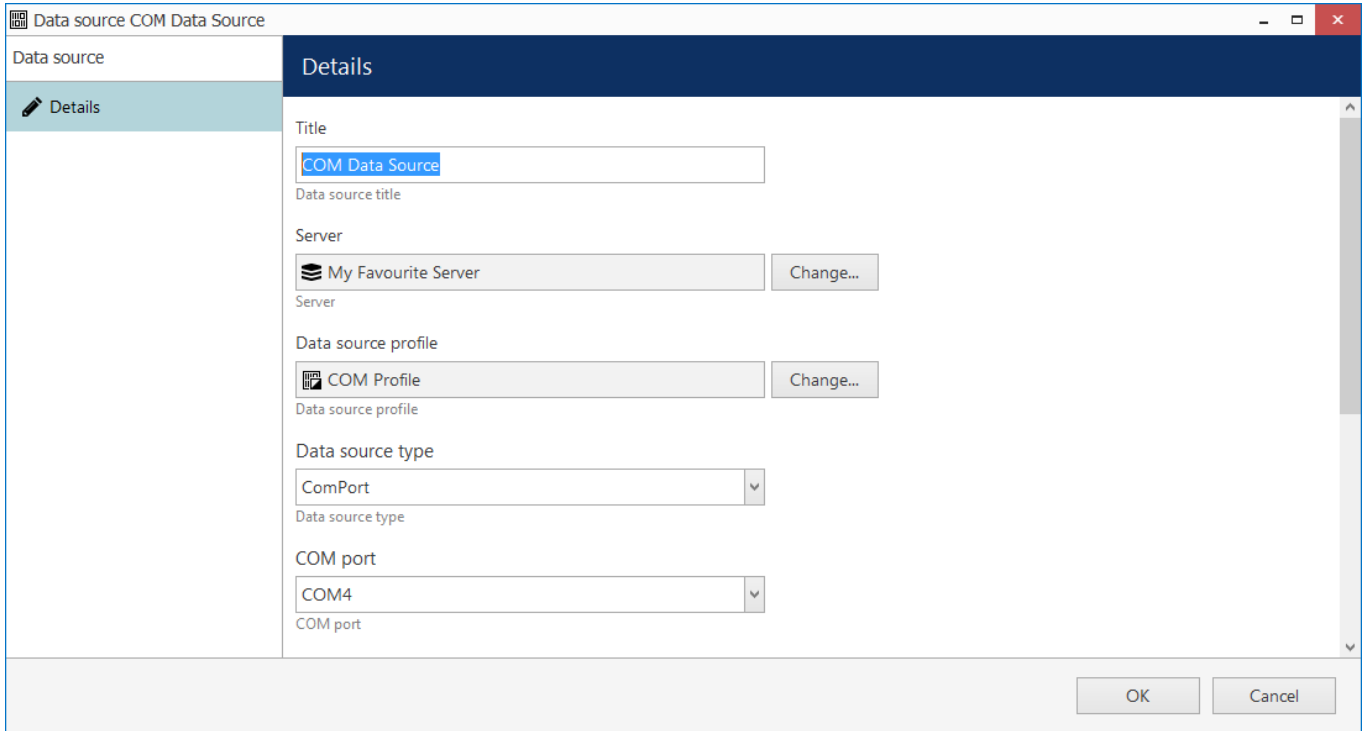 Data source COM Data Source
Data source
Details
Details
Title
COM Data Source
Data source title
Server
My Favourite Server
Change...
Server
Data source profile
COM Profile
Change...
Data source profile
Data source type
ComPort
Data source type
COM port
COM4
COM port
OK
Cancel